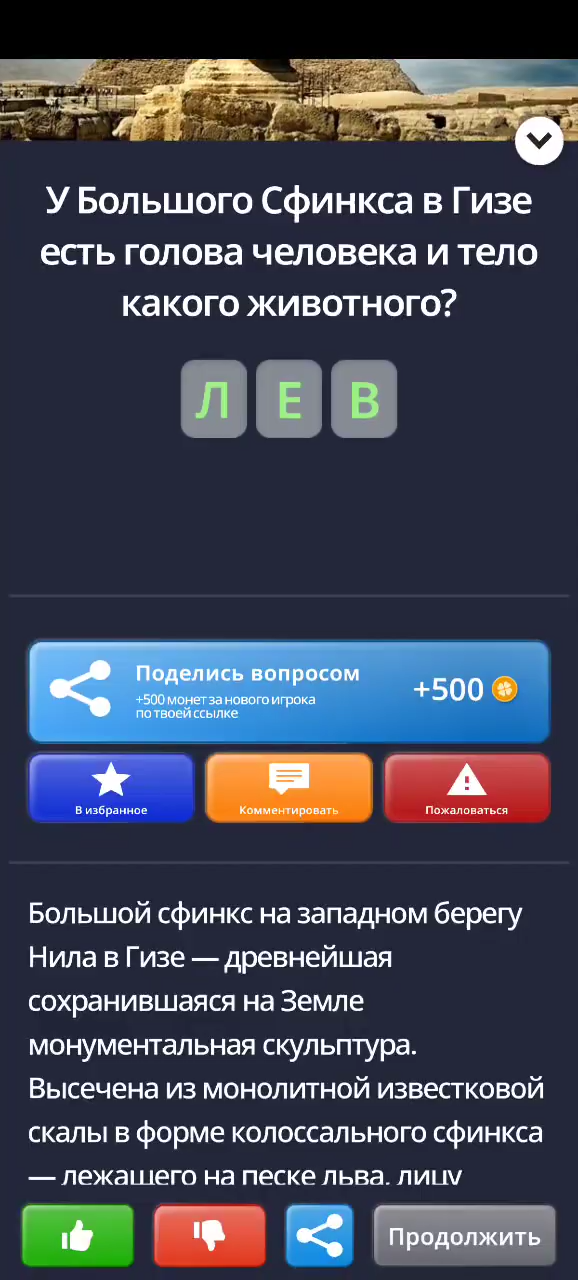 У Большого Сфинкса в Гизе
есть голова человека и тело
какого животного?
Л Е В
Поделись вопросом
+500 монет за нового игрока
по твоей ссылке
+500
В избранное
Комментировать
Пожаловаться
Большой сфинкс на западном берегу
Нила в Гизе — древнейшая
сохранившаяся на Земле
монументальная скульптура.
Высечена из монолитной известковой
скалы в форме колоссального сфинкса
— лежащего на песке льва, лицу
Продолжить